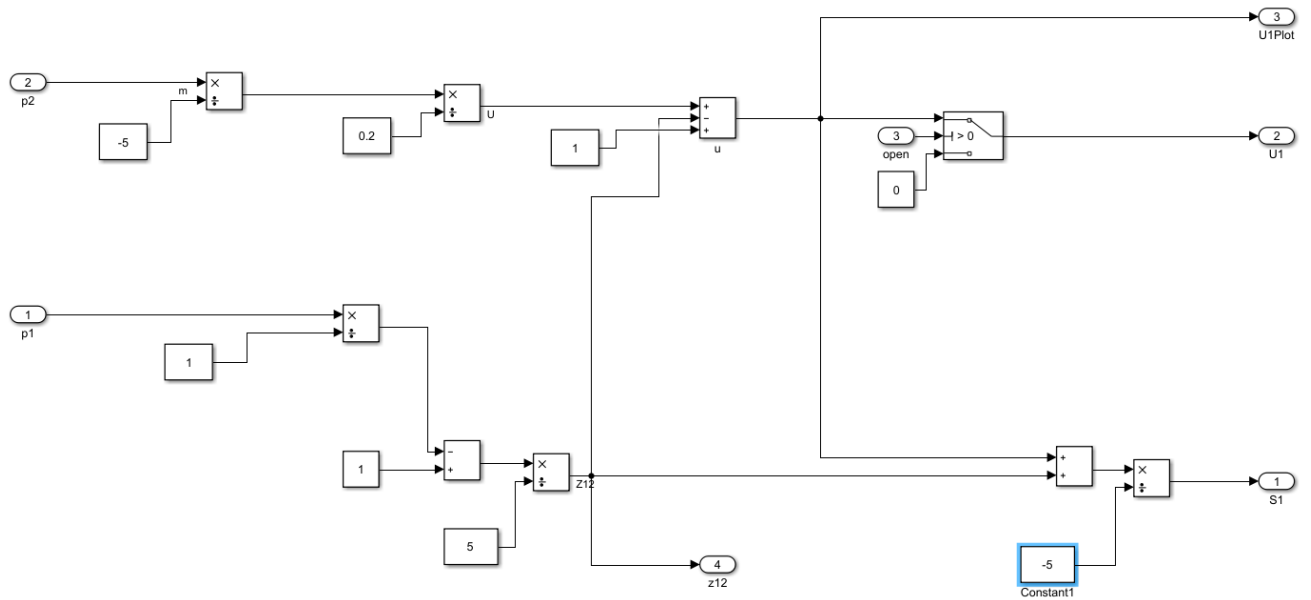 3
U1Plot
2
p2
m
×
÷
-5
×
÷
U
0.2
+
−
+
u
1
3
open
> 0
0
2
U1
1
p1
×
÷
1
−
+
1
×
÷
Z12
5
+
+
×
÷
1
S1
-5
Constant1
4
z12